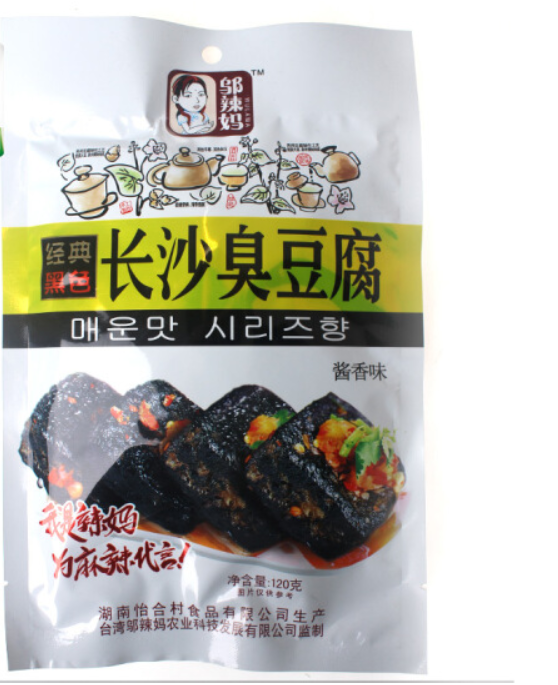 TM
邬辣妈
WULAMA
经典
黑色
长沙臭豆腐
매운맛 시리즈향
酱香味
我是辣妈
为麻辣代言!
净含量:120克
图片仅供参考
湖南怡合村食品有限公司生产
台湾邬辣妈农业科技发展有限公司监制